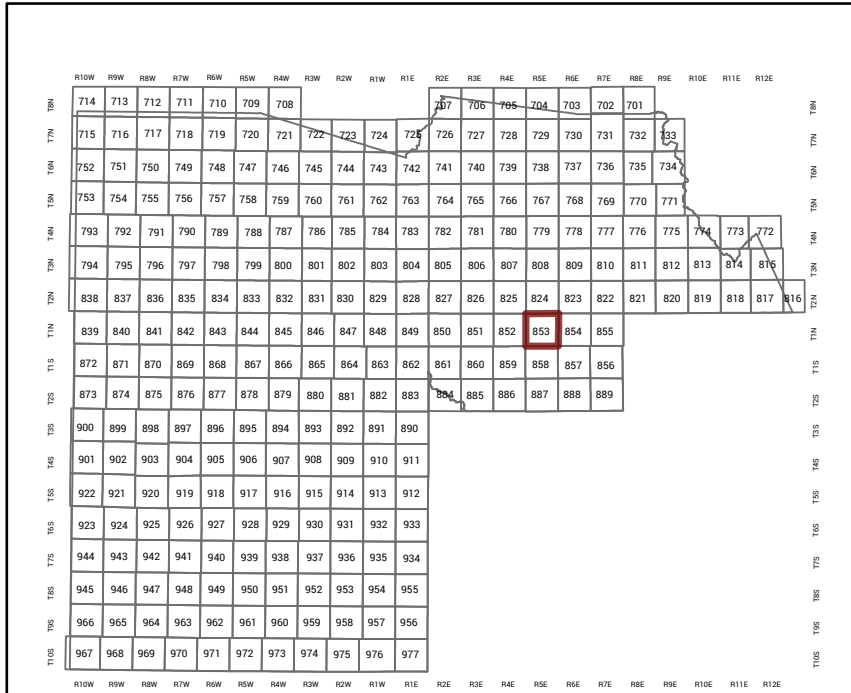 R10W R9W R8W R7W R6W R5W R4W R3W R2W R1W R1E R2E R3E R4E R5E R6E R7E R8E R9E R10E R11E R12E
T8N 714 713 712 711 710 709 708 707 706 705 704 703 702 701 T8N
T7N 715 716 717 718 719 720 721 722 723 724 725 726 727 728 729 730 731 732 733 T7N
T6N 752 751 750 749 748 747 746 745 744 743 742 741 740 739 738 737 736 735 734 T6N
T5N 753 754 755 756 757 758 759 760 761 762 763 764 765 766 767 768 769 770 771 T5N
T4N 793 792 791 790 789 788 787 786 785 784 783 782 781 780 779 778 777 776 775 774 773 772 T4N
T3N 794 795 796 797 798 799 800 801 802 803 804 805 806 807 808 809 810 811 812 813 814 815 T3N
T2N 838 837 836 835 834 833 832 831 830 829 828 827 826 825 824 823 822 821 820 819 818 817 816 T2N
T1N 839 840 841 842 843 844 845 846 847 848 849 850 851 852 853 854 855 T1N
T1S 872 871 870 869 868 867 866 865 864 863 862 861 860 859 858 857 856 T1S
T2S 873 874 875 876 877 878 879 880 881 882 883 884 885 886 887 888 889 T2S
T3S 900 899 898 897 896 895 894 893 892 891 890 T3S
T4S 901 902 903 904 905 906 907 908 909 910 911 T4S
T5S 922 921 920 919 918 917 916 915 914 913 912 T5S
T6S 923 924 925 926 927 928 929 930 931 932 933 T6S
T7S 944 943 942 941 940 939 938 937 936 935 934 T7S
T8S 945 946 947 948 949 950 951 952 953 954 955 T8S
T9S 966 965 964 963 962 961 960 959 958 957 956 T9S
T10S 967 968 969 970 971 972 973 974 975 976 977 T10S
R10W R9W R8W R7W R6W R5W R4W R3W R2W R1W R1E R2E R3E R4E R5E R6E R7E R8E R9E R10E R11E R12E